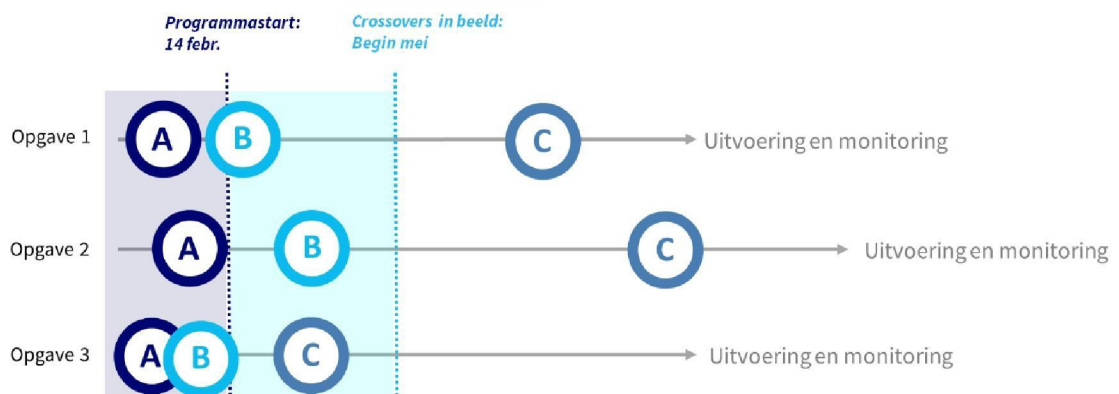 Programmastart:
14 febr.
Crossovers in beeld:
Begin mei
Opgave 1
A
B
C
Uitvoering en monitoring
Opgave 2
A
B
C
Uitvoering en monitoring
Opgave 3
A
B
C
Uitvoering en monitoring